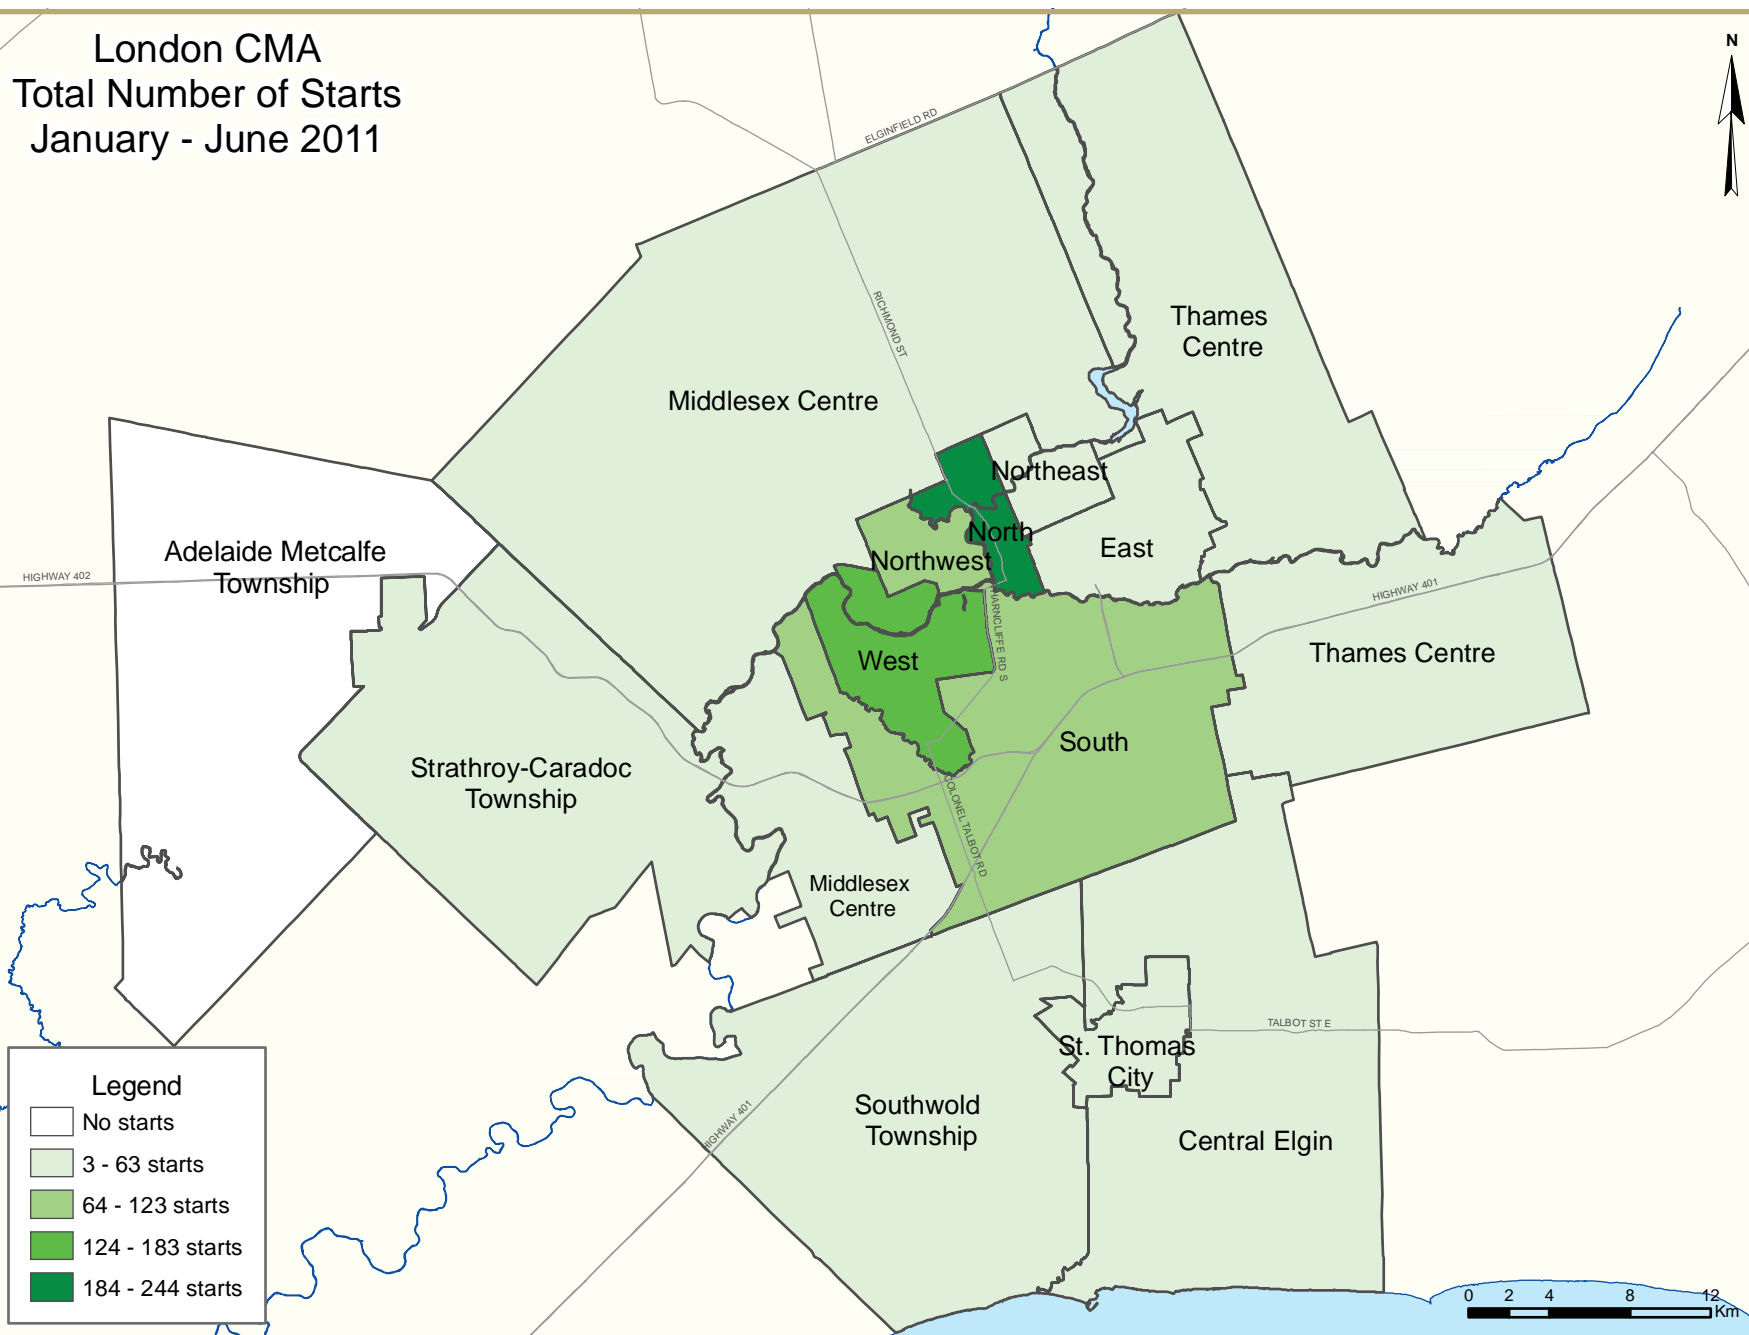 London CMA
Total Number of Starts
January - June 2011
N
ELGINFIELD RD
RICHMOND ST
Thames
Centre
Middlesex Centre
Northeast
North
Northwest
East
Adelaide Metcalfe
Township
HIGHWAY 402
HIGHWAY 401
WHARNCLIFFE RD S
West
Thames Centre
South
Strathroy-Caradoc
Township
COLONEL TALBOT RD
Middlesex
Centre
TALBOT ST E
St. Thomas
City
Southwold
Township
Central Elgin
HIGHWAY 401
Legend
No starts
3 - 63 starts
64 - 123 starts
124 - 183 starts
184 - 244 starts
0 2 4 8 12
Km